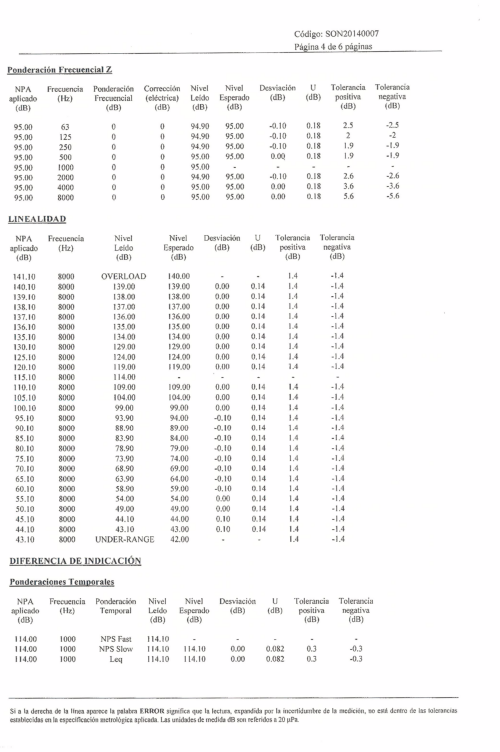 Código: SON20140007
Página 4 de 6 páginas
Ponderación Frecuencial Z
NPA Frecuencia Ponderación Corrección Nivel Nivel Desviación U Tolerancia Tolerancia
aplicado (Hz) Frecuencial (eléctrica) Leído Esperado (dB) (dB) positiva negativa
(dB) (dB) (dB) (dB) (dB) (dB) (dB)
95.00 63 0 0 94.90 95.00 -0.10 0.18 2.5 -2.5
95.00 125 0 0 94.90 95.00 -0.10 0.18 2 -2
95.00 250 0 0 94.90 95.00 -0.10 0.18 1.9 -1.9
95.00 500 0 0 95.00 95.00 0.00 0.18 1.9 -1.9
95.00 1000 0 0 95.00 - - - - -
95.00 2000 0 0 94.90 95.00 -0.10 0.18 2.6 -2.6
95.00 4000 0 0 95.00 95.00 0.00 0.18 3.6 -3.6
95.00 8000 0 0 95.00 95.00 0.00 0.18 5.6 -5.6
LINEALIDAD
NPA Frecuencia Nivel Nivel Desviación U Tolerancia Tolerancia
aplicado (Hz) Leído Esperado (dB) (dB) positiva negativa
(dB) (dB) (dB) (dB) (dB)
141.10 8000 OVERLOAD 140.00 - - 1.4 -1.4
140.10 8000 139.00 139.00 0.00 0.14 1.4 -1.4
139.10 8000 138.00 138.00 0.00 0.14 1.4 -1.4
138.10 8000 137.00 137.00 0.00 0.14 1.4 -1.4
137.10 8000 136.00 136.00 0.00 0.14 1.4 -1.4
136.10 8000 135.00 135.00 0.00 0.14 1.4 -1.4
135.10 8000 134.00 134.00 0.00 0.14 1.4 -1.4
130.10 8000 129.00 129.00 0.00 0.14 1.4 -1.4
125.10 8000 124.00 124.00 0.00 0.14 1.4 -1.4
120.10 8000 119.00 119.00 0.00 0.14 1.4 -1.4
115.10 8000 114.00 - - - - -
110.10 8000 109.00 109.00 0.00 0.14 1.4 -1.4
105.10 8000 104.00 104.00 0.00 0.14 1.4 -1.4
100.10 8000 99.00 99.00 0.00 0.14 1.4 -1.4
95.10 8000 93.90 94.00 -0.10 0.14 1.4 -1.4
90.10 8000 88.90 89.00 -0.10 0.14 1.4 -1.4
85.10 8000 83.90 84.00 -0.10 0.14 1.4 -1.4
80.10 8000 78.90 79.00 -0.10 0.14 1.4 -1.4
75.10 8000 73.90 74.00 -0.10 0.14 1.4 -1.4
70.10 8000 68.90 69.00 -0.10 0.14 1.4 -1.4
65.10 8000 63.90 64.00 -0.10 0.14 1.4 -1.4
60.10 8000 58.90 59.00 -0.10 0.14 1.4 -1.4
55.10 8000 54.00 54.00 0.00 0.14 1.4 -1.4
50.10 8000 49.00 49.00 0.00 0.14 1.4 -1.4
45.10 8000 44.10 44.00 0.10 0.14 1.4 -1.4
44.10 8000 43.10 43.00 0.10 0.14 1.4 -1.4
43.10 8000 UNDER-RANGE 42.00 - - 1.4 -1.4
DIFERENCIA DE INDICACIÓN
Ponderaciones Temporales
NPA Frecuencia Ponderación Nivel Nivel Desviación U Tolerancia Tolerancia
aplicado (Hz) Temporal Leído Esperado (dB) (dB) positiva negativa
(dB) (dB) (dB) (dB) (dB)
114.00 1000 NPS Fast 114.10 - - - - -
114.00 1000 NPS Slow 114.10 114.10 0.00 0.082 0.3 -0.3
114.00 1000 Leq 114.10 114.10 0.00 0.082 0.3 -0.3
Si a la derecha de la línea aparece la palabra ERROR significa que la lectura, expandida por la incertidumbre de la medición, no está dentro de las tolerancias
establecidas en la especificación metrológica aplicada. Las unidades de medida dB son referidos a 20 µPa.